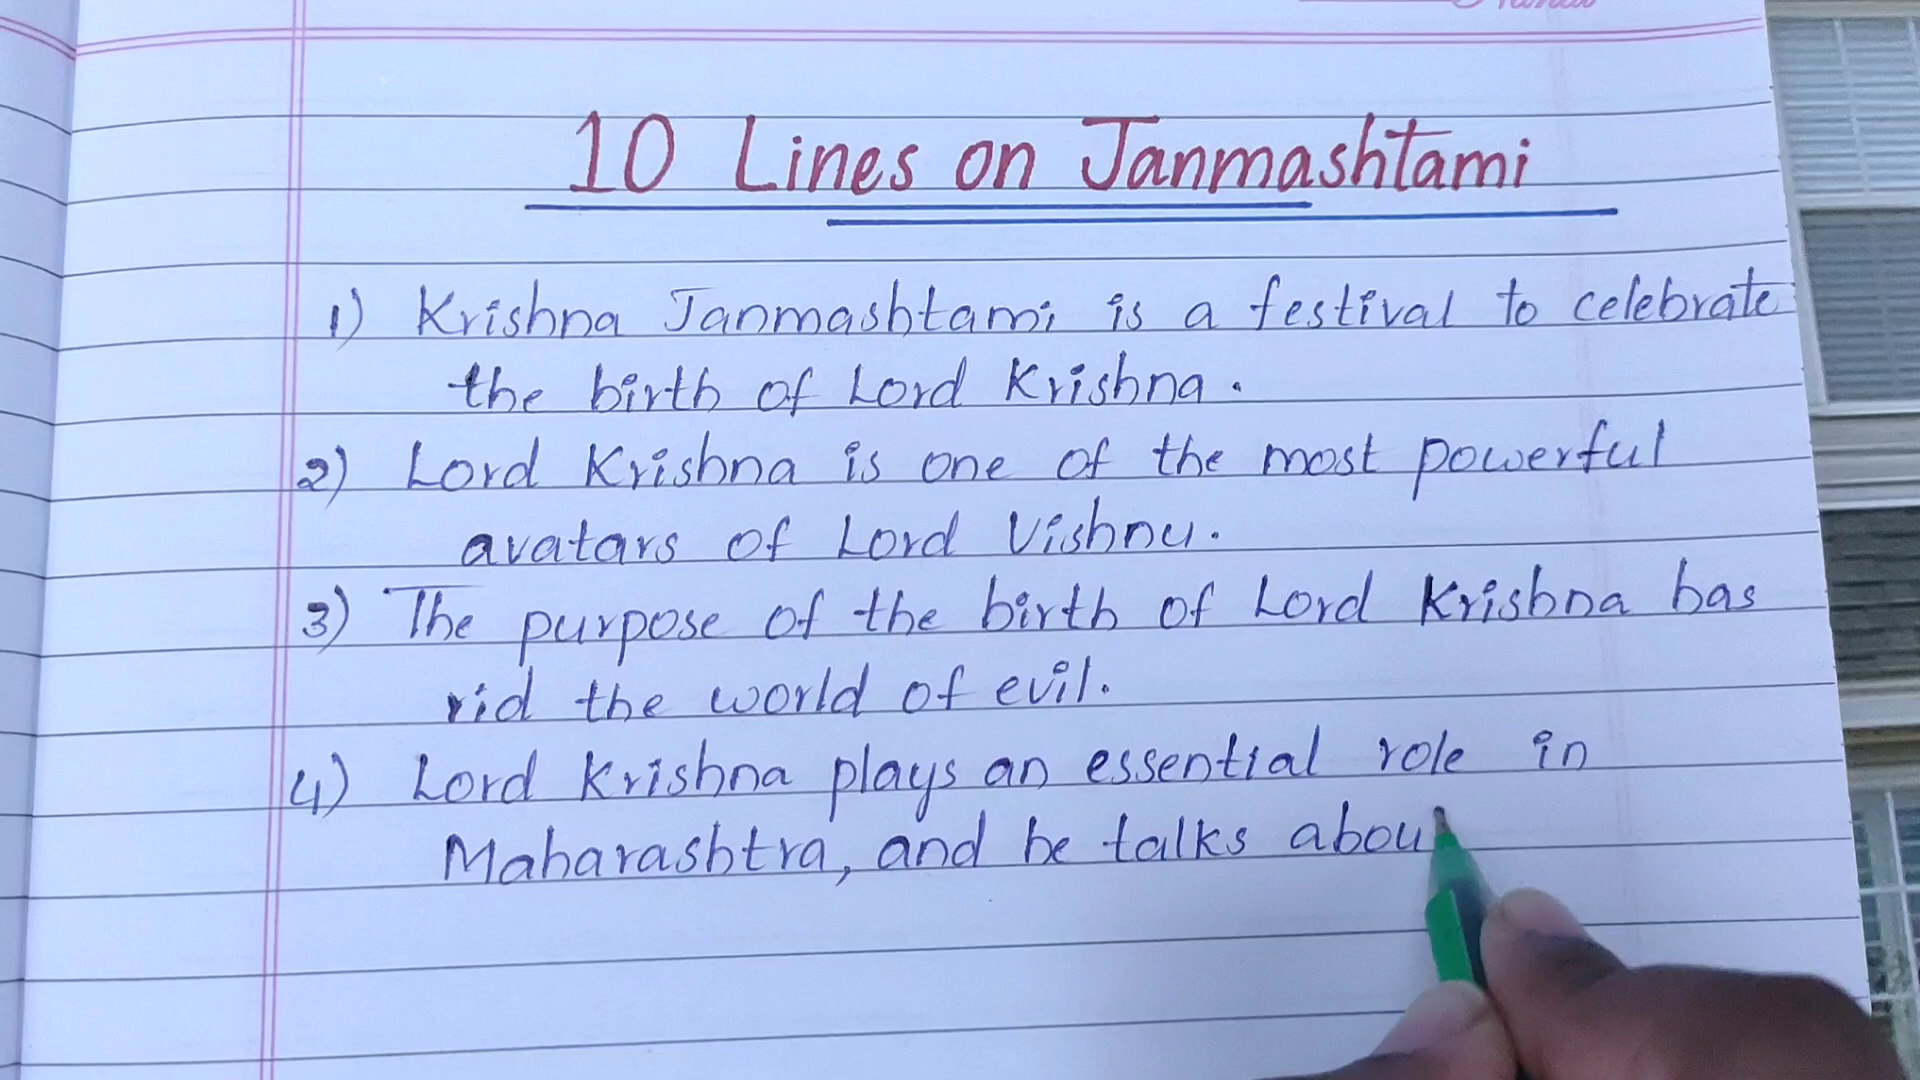 10 Lines on Janmashtami
1) Krishna Janmashtami is a festival to celebrate
the birth of Lord Krishna.
2) Lord Krishna is one of the most powerful
avatars of Lord Vishnu.
3) The purpose of the birth of Lord Krishna has
rid the world of evil.
4) Lord Krishna plays an essential role in
Maharashtra, and he talks abou